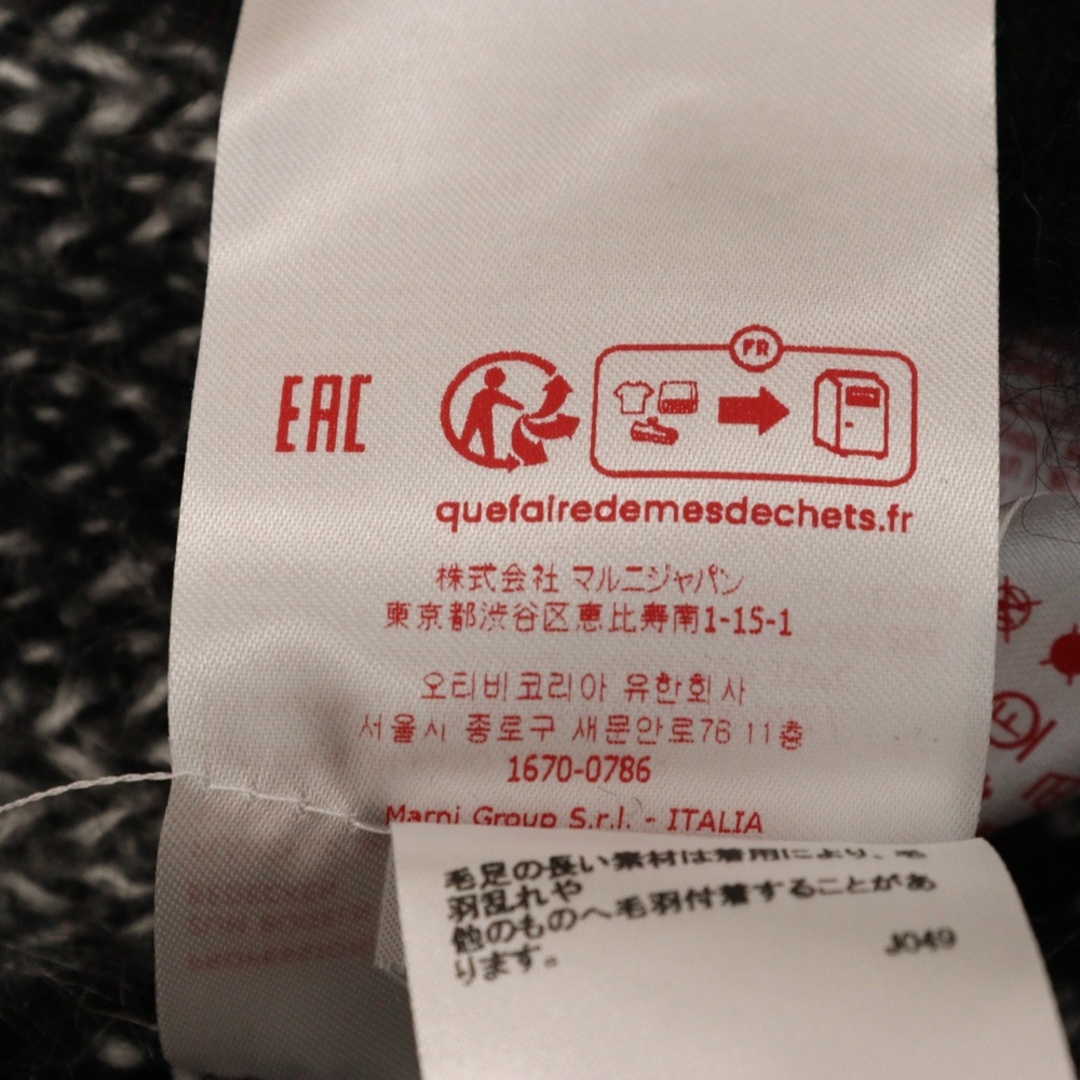 EAC
FR
quefairedemesdechets.fr
株式会社 マルニジャパン
東京都渋谷区恵比寿南1-15-1
오티비코리아 유한회사
서울시 종로구 새문안로76 11층
1670-0786
Marni Group S.r.l. - ITALIA
毛足の長い素材は着用により、毛
羽乱れや
他のものへ毛羽付着することがあ
ります。
J049